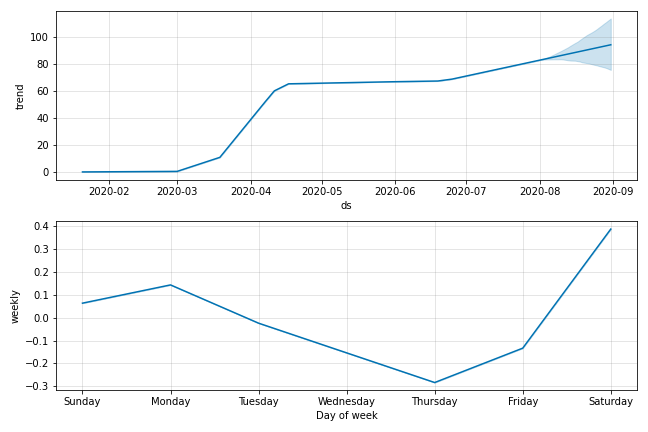 100
80
60
40
20
0
trend
2020-02 2020-03 2020-04 2020-05 2020-06 2020-07 2020-08 2020-09
ds
0.4
0.3
0.2
0.1
0.0
−0.1
−0.2
−0.3
weekly
Sunday Monday Tuesday Wednesday Thursday Friday Saturday
Day of week